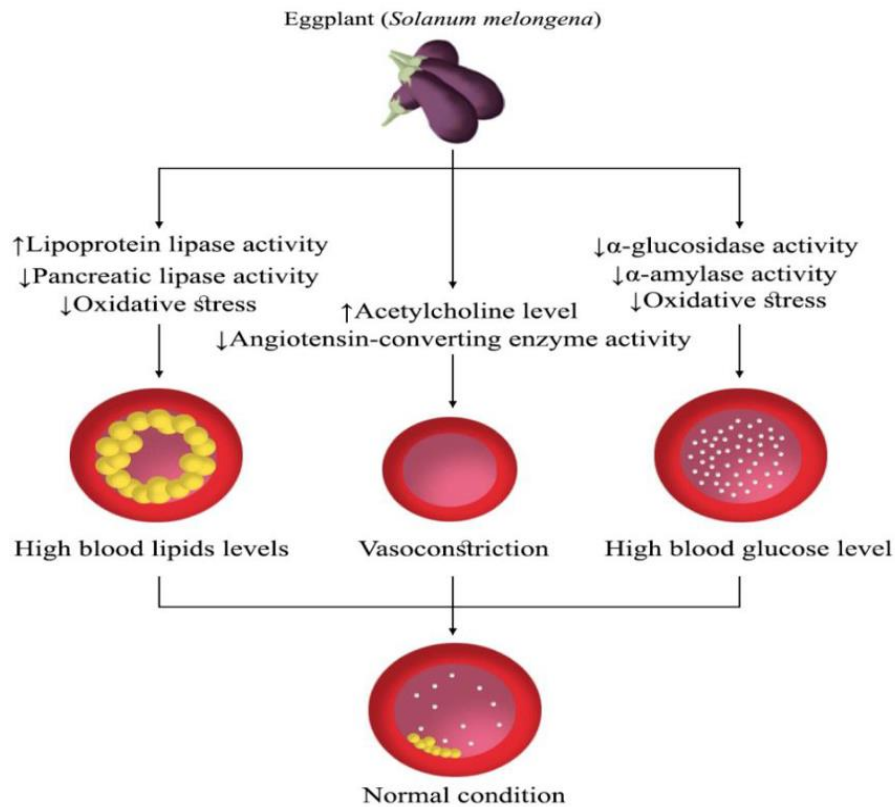 Eggplant (Solanum melongena)
↑Lipoprotein lipase activity
↓Pancreatic lipase activity
↓Oxidative stress
↑Acetylcholine level
↓Angiotensin-converting enzyme activity
↓α-glucosidase activity
↓α-amylase activity
↓Oxidative stress
High blood lipids levels
Vasoconstriction
High blood glucose level
Normal condition